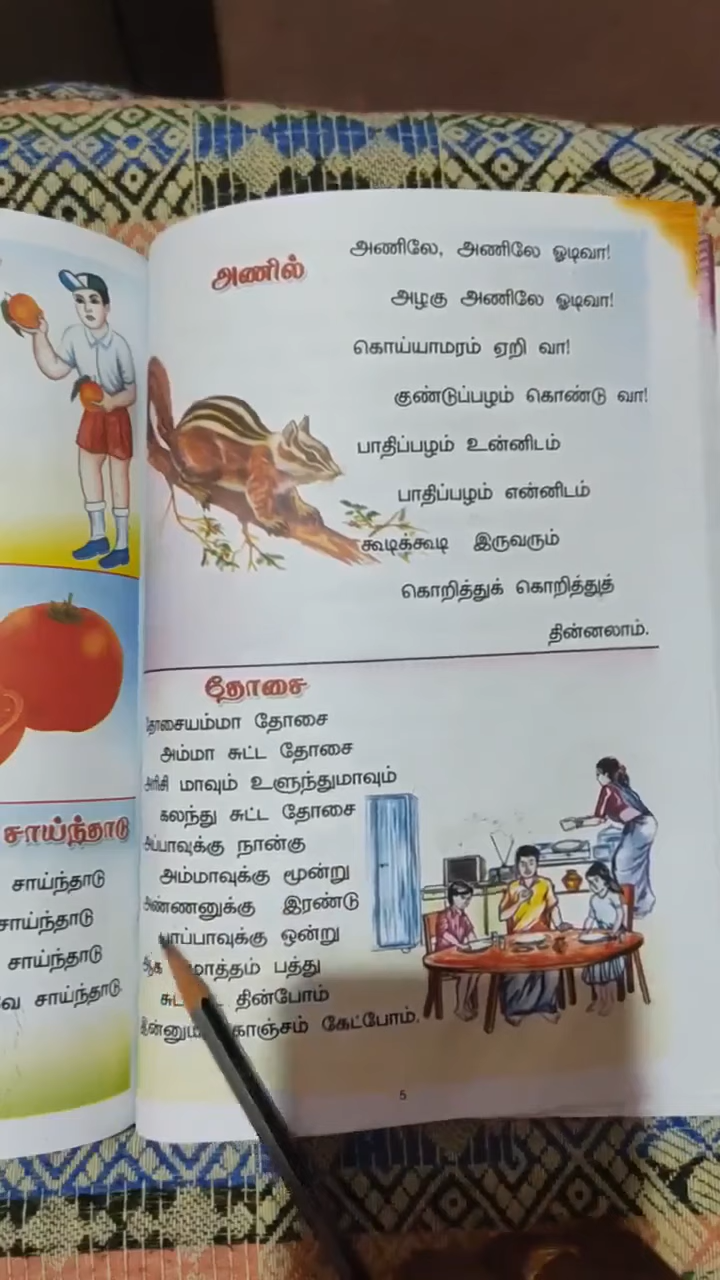 சாய்ந்தாடு
சாய்ந்தாடு
சாய்ந்தாடு
சாய்ந்தாடு
சாய்ந்தாடு
அணில்
அணிலே, அணிலே ஓடிவா!
அழகு அணிலே ஓடிவா!
கொய்யாமரம் ஏறி வா!
குண்டுப்பழம் கொண்டு வா!
பாதிப்பழம் உன்னிடம்
பாதிப்பழம் என்னிடம்
கூடிக்கூடி இருவரும்
கொறித்துக் கொறித்துத்
தின்னலாம்.
தோசை
தோசையம்மா தோசை
அம்மா சுட்ட தோசை
அரிசி மாவும் உளுந்துமாவும்
கலந்து சுட்ட தோசை
அப்பாவுக்கு நான்கு
அம்மாவுக்கு மூன்று
அண்ணனுக்கு இரண்டு
பாப்பாவுக்கு ஒன்று
பத்து
தின்போம்
கேட்போம்.
5